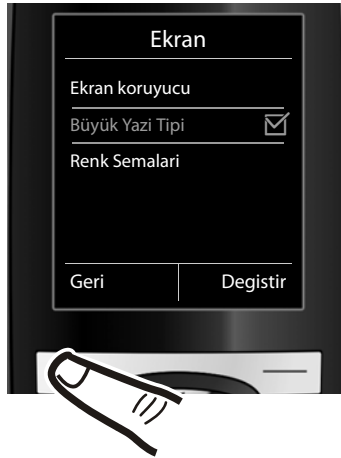 Ekran
Ekran koruyucu
Büyük Yazi Tipi
Renk Semalari
Geri Degistir